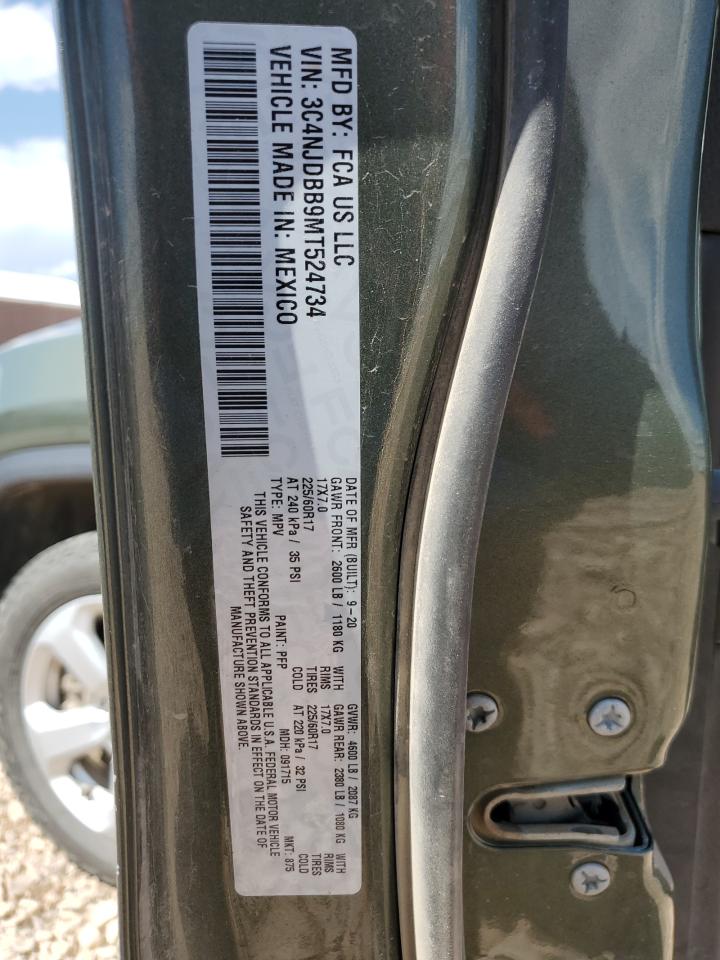 MFD BY: FCA US LLC
VIN: 3C4NJDBB9MT524734
VEHICLE MADE IN: MEXICO
DATE OF MFR (BUILT): 9-20 GVWR: 4600 LB / 2087 KG
GAWR FRONT: 2600 LB / 1180 KG WITH GAWR REAR: 2380 LB / 1080 KG WITH
17X7.0 RIMS 17X7.0 RIMS
225/60R17 TIRES 225/60R17 TIRES
AT 240 kPa / 35 PSI COLD AT 220 kPa / 32 PSI COLD
TYPE: MPV PAINT: PFP MDH: 091715 MKT: 875
THIS VEHICLE CONFORMS TO ALL APPLICABLE U.S.A. FEDERAL MOTOR VEHICLE
SAFETY AND THEFT PREVENTION STANDARDS IN EFFECT ON THE DATE OF
MANUFACTURE SHOWN ABOVE.